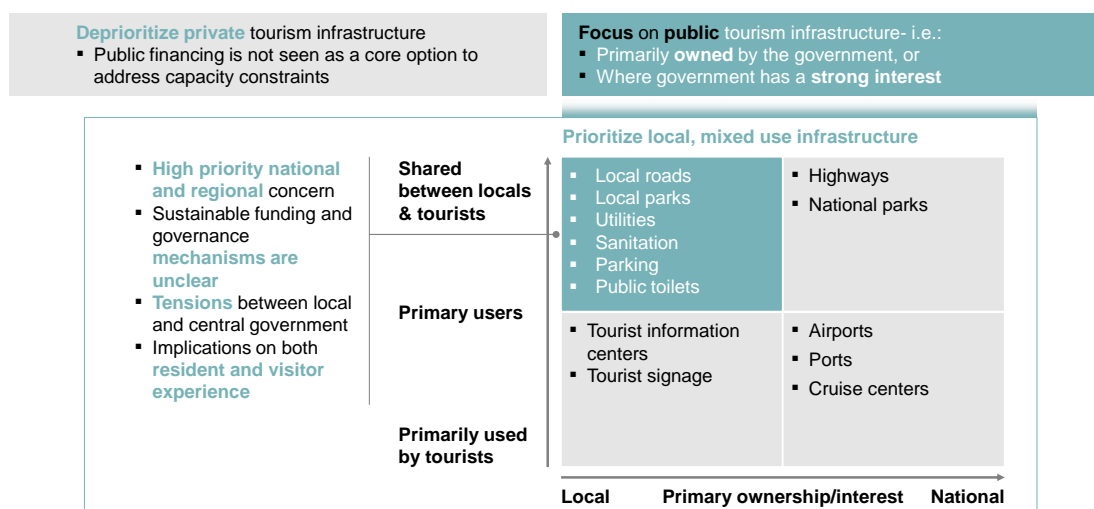 Deprioritize private tourism infrastructure
▪ Public financing is not seen as a core option to
address capacity constraints
Focus on public tourism infrastructure- i.e.:
▪ Primarily owned by the government, or
▪ Where government has a strong interest
Prioritize local, mixed use infrastructure
▪ High priority national
and regional concern
▪ Sustainable funding and
governance
mechanisms are
unclear
▪ Tensions between local
and central government
▪ Implications on both
resident and visitor
experience
Shared
between locals
& tourists
Primary users
Primarily used
by tourists
▪ Local roads
▪ Local parks
▪ Utilities
▪ Sanitation
▪ Parking
▪ Public toilets
▪ Highways
▪ National parks
▪ Tourist information
centers
▪ Tourist signage
▪ Airports
▪ Ports
▪ Cruise centers
Local
Primary ownership/interest
National